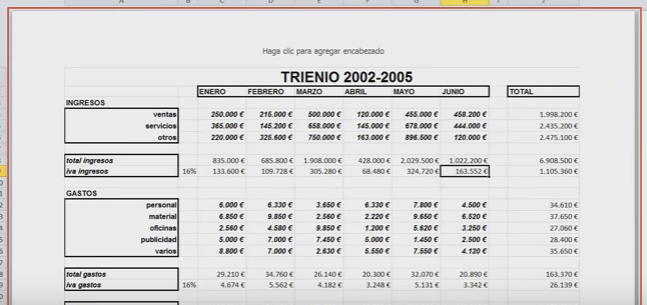 A B C D E F G H I J
Haga clic para agregar encabezado
TRIENIO 2002-2005
ENERO FEBRERO MARZO ABRIL MAYO JUNIO TOTAL
INGRESOS
ventas 250.000 € 215.000 € 500.000 € 120.000 € 455.000 € 458.200 € 1.998.200 €
servicios 365.000 € 145.200 € 658.000 € 145.000 € 678.000 € 444.000 € 2.435.200 €
otros 220.000 € 325.600 € 750.000 € 163.000 € 896.500 € 120.000 € 2.475.100 €
total ingresos 835.000 € 685.800 € 1.908.000 € 428.000 € 2.029.500 € 1.022.200 € 6.908.500 €
iva ingresos 16% 133.600 € 109.728 € 305.280 € 68.480 € 324.720 € 163.552 € 1.105.360 €
GASTOS
personal 6.000 € 6.330 € 3.650 € 6.330 € 7.800 € 4.500 € 34.610 €
material 6.850 € 9.850 € 2.560 € 2.220 € 9.650 € 6.520 € 37.650 €
oficinas 2.560 € 4.580 € 9.850 € 1.200 € 5.620 € 3.250 € 27.060 €
publicidad 5.000 € 7.000 € 7.450 € 5.000 € 1.450 € 2.500 € 28.400 €
varios 8.800 € 7.000 € 2.630 € 5.550 € 7.550 € 4.120 € 35.650 €
total gastos 29.210 € 34.760 € 26.140 € 20.300 € 32.070 € 20.890 € 163.370 €
iva gastos 16% 4.674 € 5.562 € 4.182 € 3.248 € 5.131 € 3.342 € 26.139 €